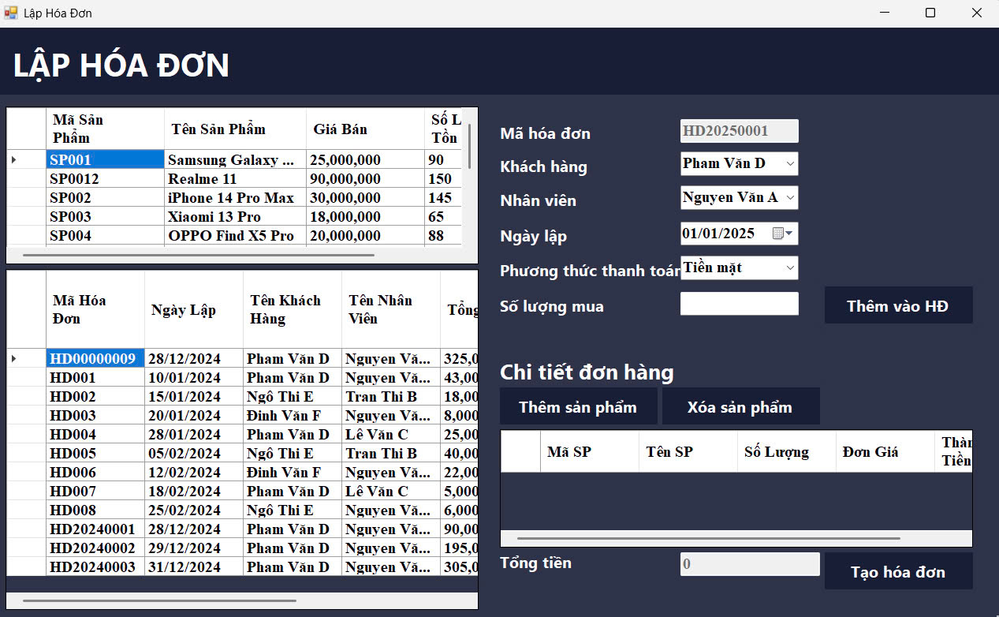 Lập Hóa Đơn
LẬP HÓA ĐƠN
Mã Sản Phẩm Tên Sản Phẩm Giá Bán Số L Tồn
SP001 Samsung Galaxy ... 25,000,000 90
SP0012 Realme 11 90,000,000 150
SP002 iPhone 14 Pro Max 30,000,000 145
SP003 Xiaomi 13 Pro 18,000,000 65
SP004 OPPO Find X5 Pro 20,000,000 88
Mã Hóa Đơn Ngày Lập Tên Khách Hàng Tên Nhân Viên Tổng
HD00000009 28/12/2024 Pham Văn D Nguyen Vă... 325,0
HD001 10/01/2024 Pham Văn D Nguyen Vă... 43,00
HD002 15/01/2024 Ngô Thi E Tran Thi B 18,00
HD003 20/01/2024 Đinh Văn F Nguyen Vă... 8,000
HD004 28/01/2024 Pham Văn D Lê Văn C 25,00
HD005 05/02/2024 Ngô Thi E Tran Thi B 40,00
HD006 12/02/2024 Đinh Văn F Nguyen Vă... 22,00
HD007 18/02/2024 Pham Văn D Lê Văn C 5,000
HD008 25/02/2024 Ngô Thi E Nguyen Vă... 6,000
HD20240001 28/12/2024 Pham Văn D Nguyen Vă... 90,00
HD20240002 29/12/2024 Pham Văn D Nguyen Vă... 195,0
HD20240003 31/12/2024 Pham Văn D Nguyen Vă... 305,0
Mã hóa đơn HD20250001
Khách hàng Pham Văn D
Nhân viên Nguyen Văn A
Ngày lập 01/01/2025
Phương thức thanh toán Tiền mặt
Số lượng mua Thêm vào HĐ
Chi tiết đơn hàng
Thêm sản phẩm Xóa sản phẩm
Mã SP Tên SP Số Lượng Đơn Giá Thàn Tiền
Tổng tiền 0 Tạo hóa đơn